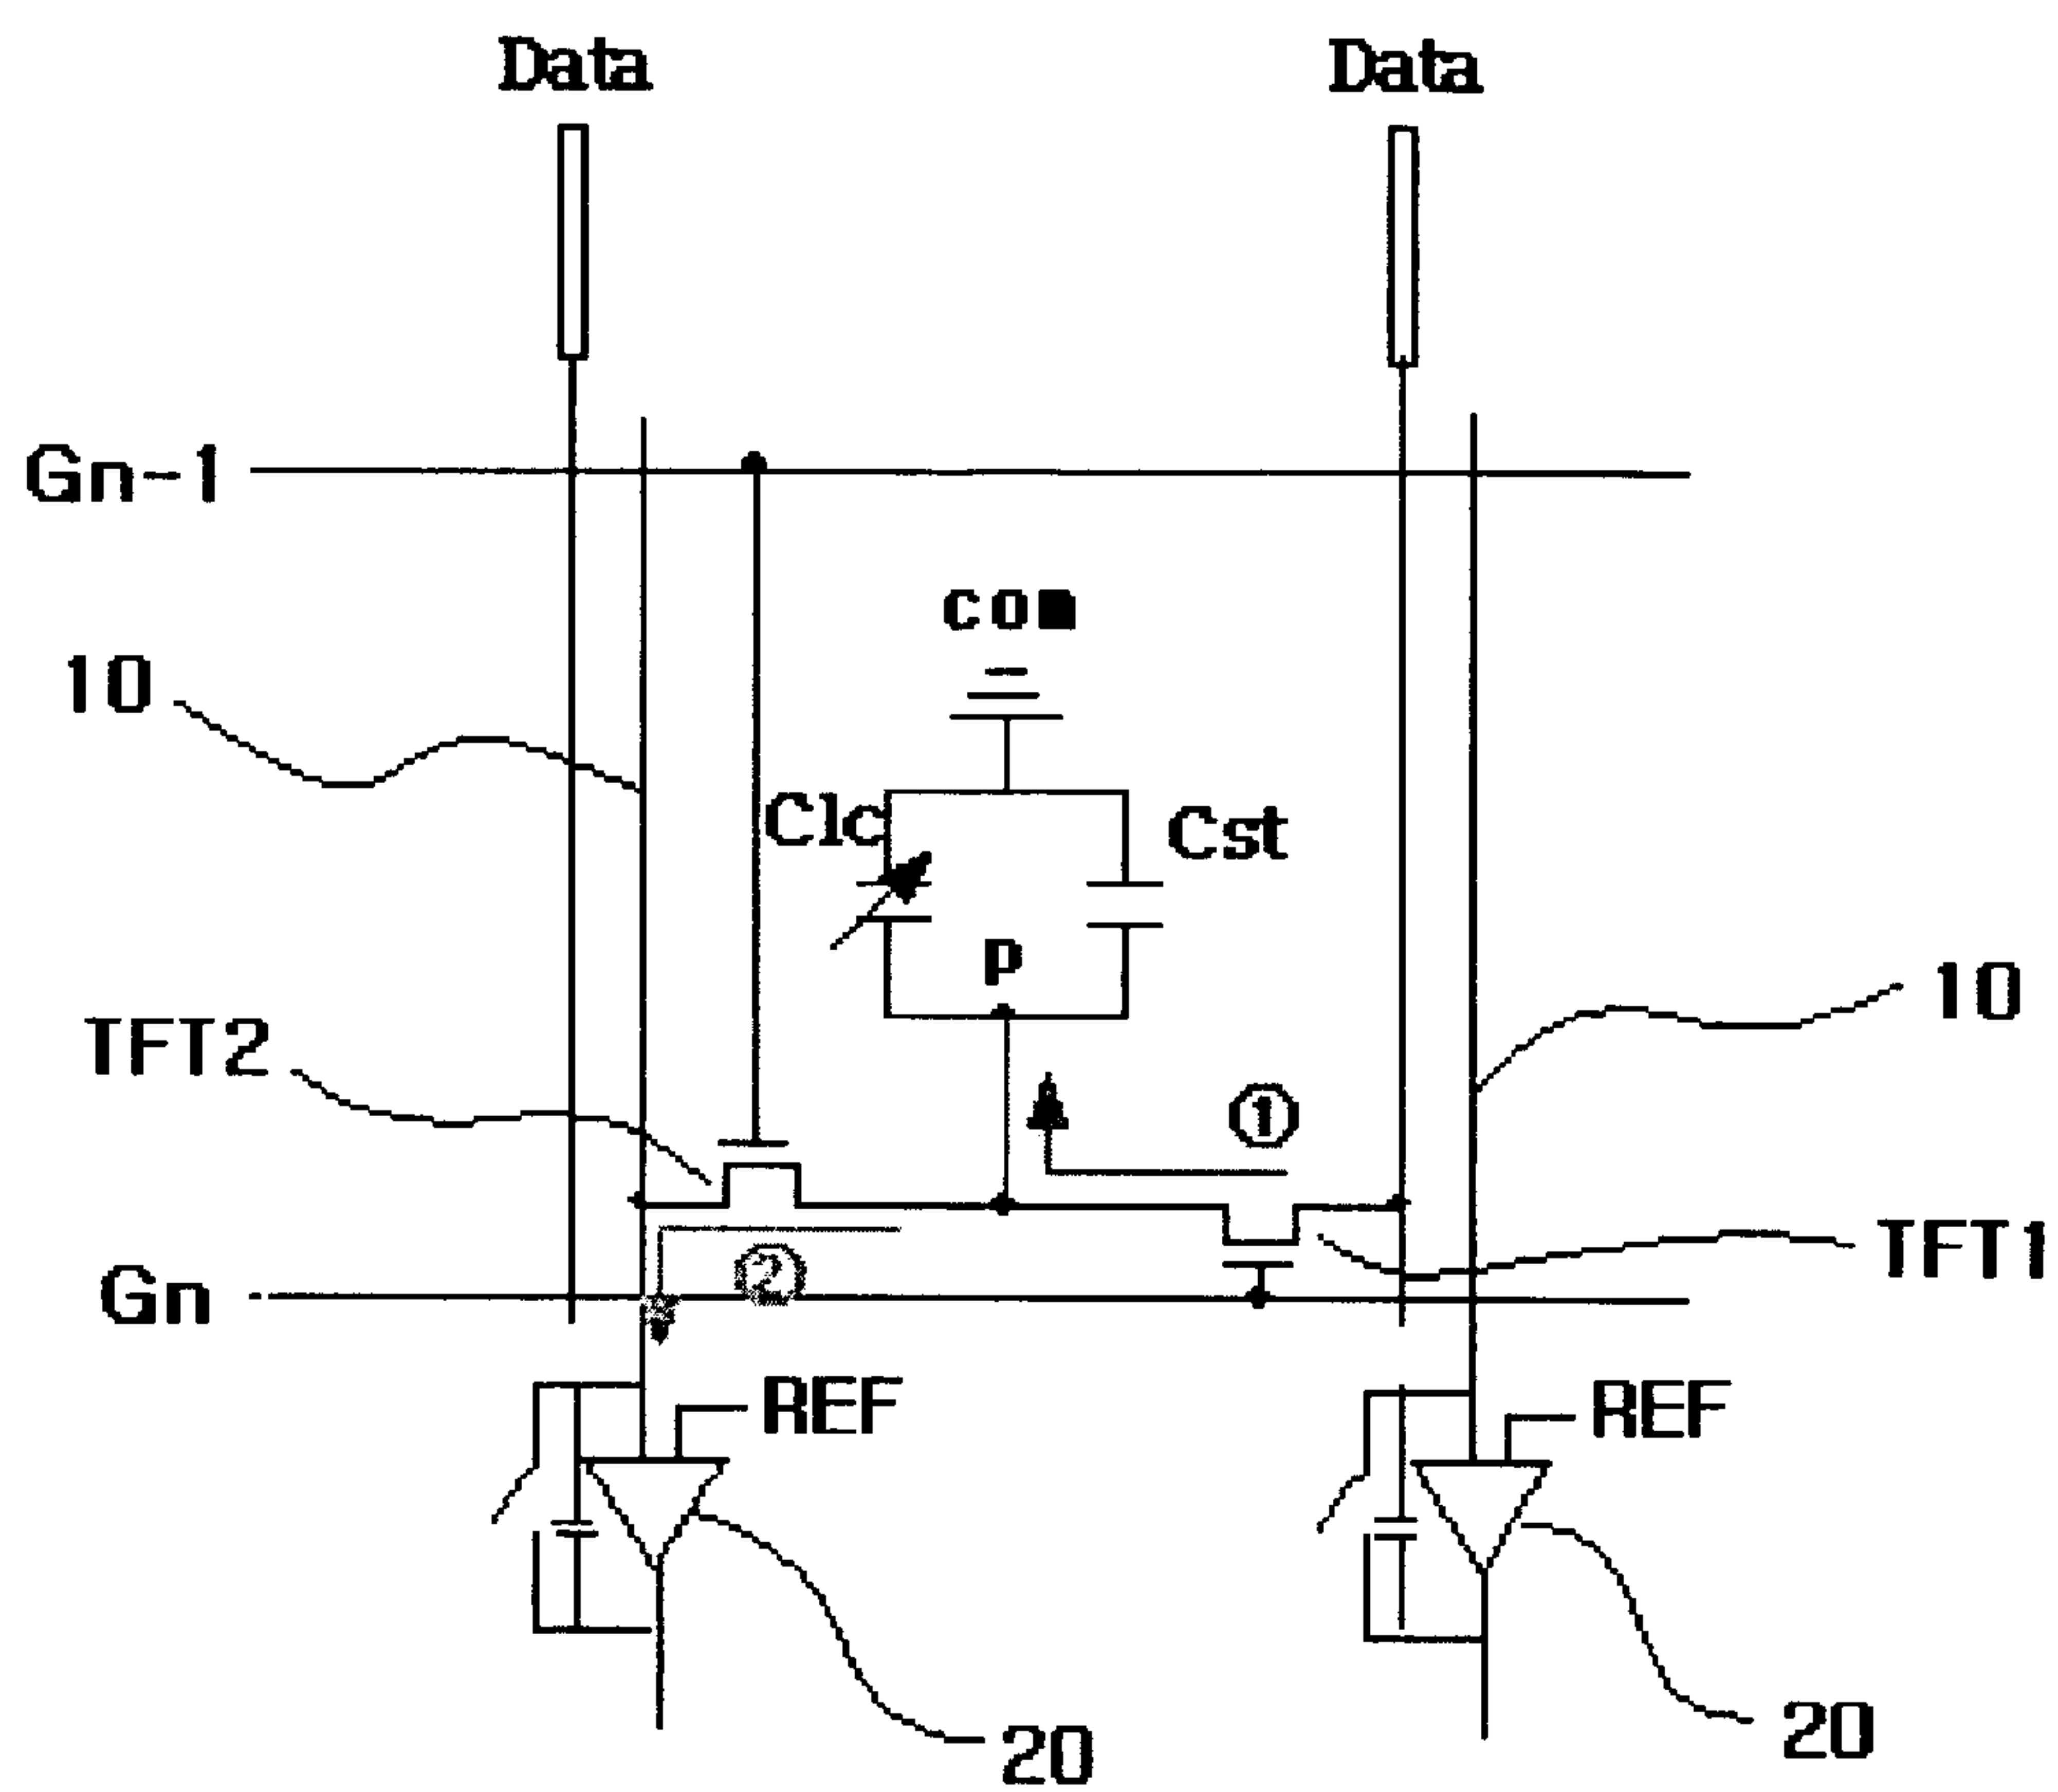 Data
Data
Gn-1
com
10
Clc
Cst
p
10
TFT2
①
TFT1
②
Gn
REF
REF
20
20